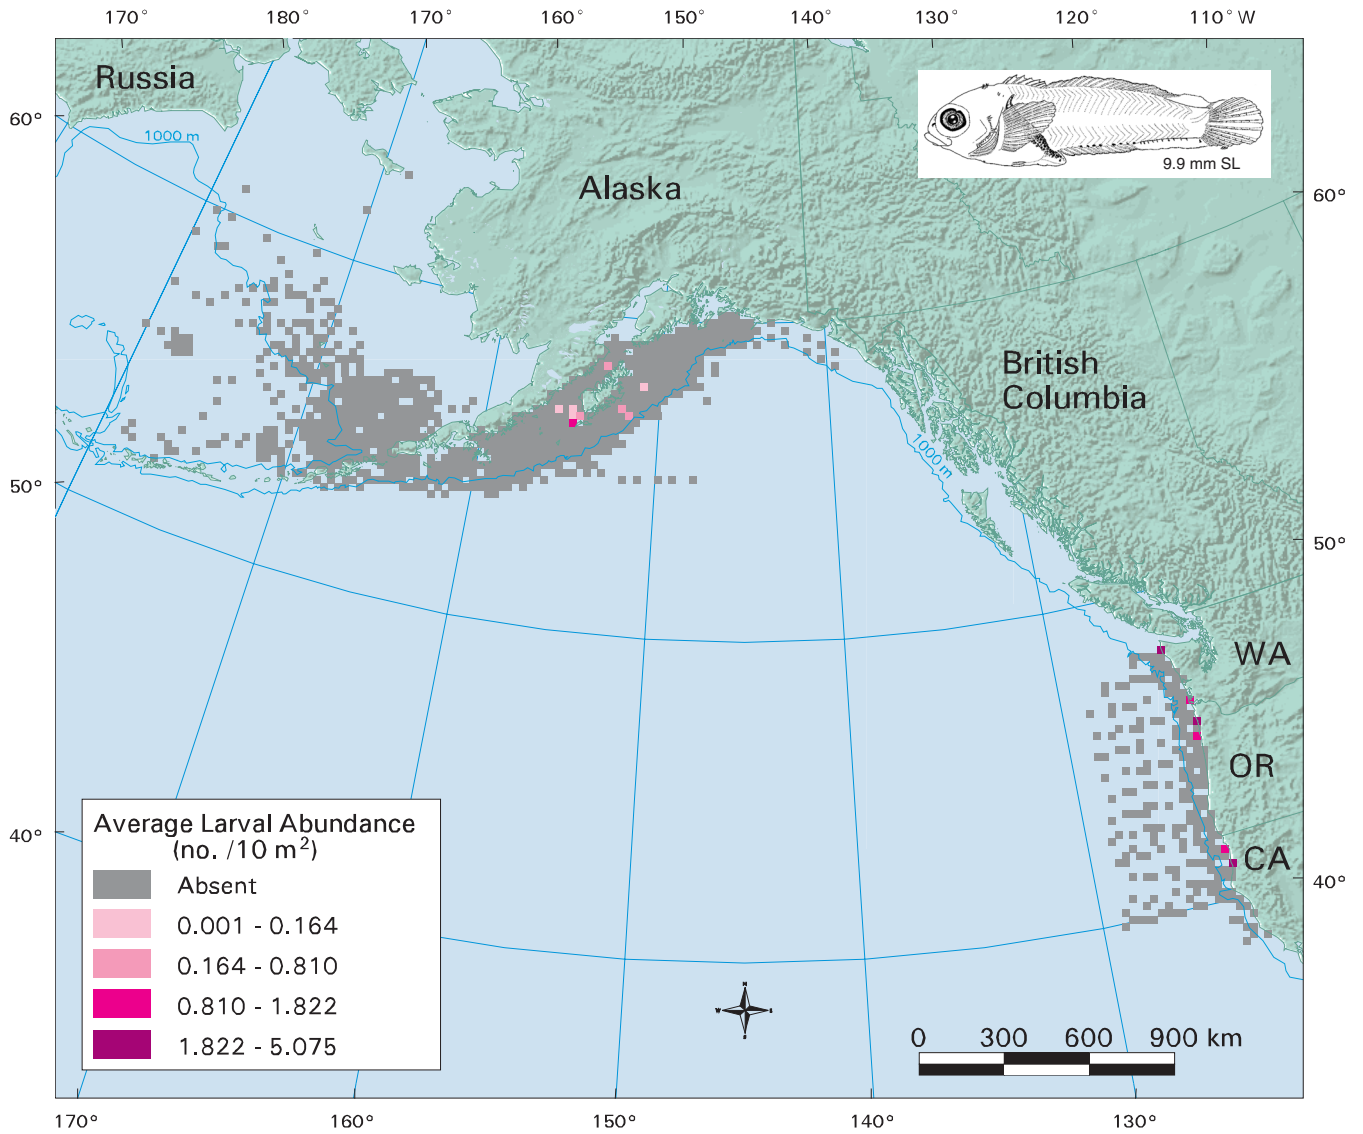 170° 180° 170° 160° 150° 140° 130° 120° 110° W
Russia
60°
1000 m
9.9 mm SL
Alaska
60°
British
Columbia
1000 m
50°
50°
WA
OR
CA
40°
40°
Average Larval Abundance
(no. /10 m²)
Absent
0.001 - 0.164
0.164 - 0.810
0.810 - 1.822
1.822 - 5.075
N
W
S
0 300 600 900 km
170° 160° 150° 140° 130°